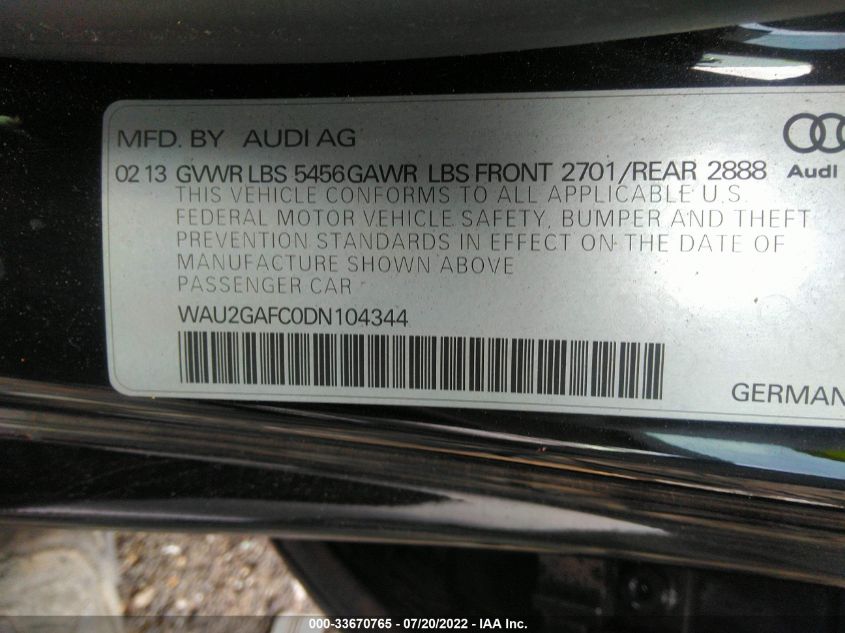 MFD. BY AUDI AG
02 13 GVWR LBS 5456 GAWR LBS FRONT 2701/REAR 2888
Audi
THIS VEHICLE CONFORMS TO ALL APPLICABLE U.S.
FEDERAL MOTOR VEHICLE SAFETY, BUMPER AND THEFT
PREVENTION STANDARDS IN EFFECT ON THE DATE OF
MANUFACTURE SHOWN ABOVE
PASSENGER CAR
WAU2GAFC0DN104344
GERMAN
000-33670765 - 07/20/2022 - IAA Inc.